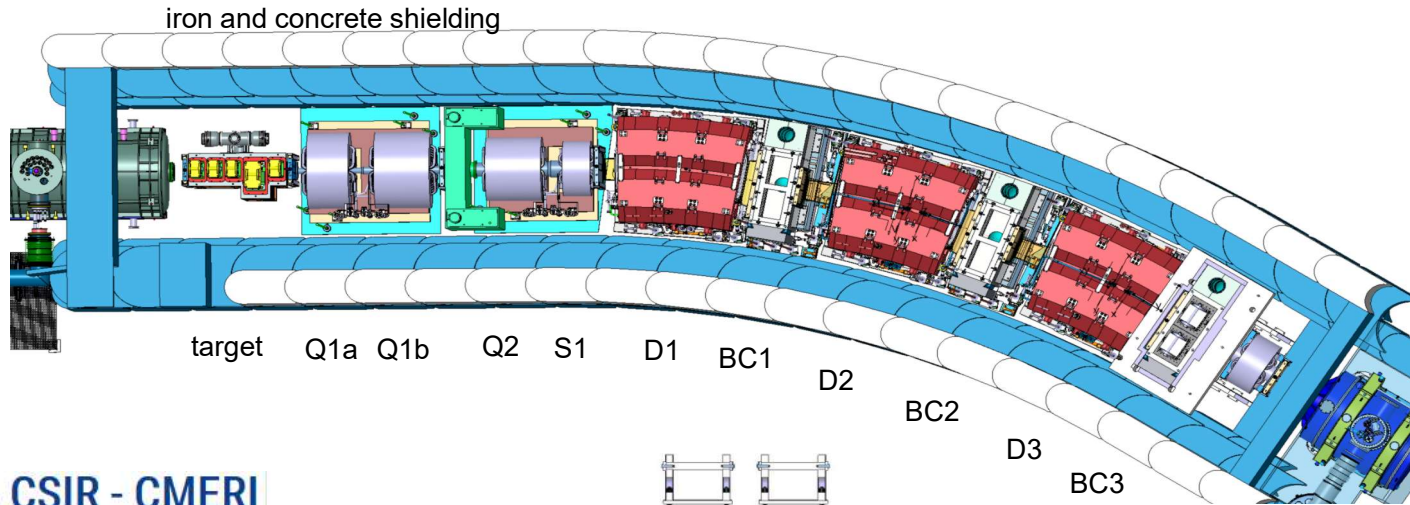 iron and concrete shielding
target
Q1a
Q1b
Q2
S1
D1
BC1
D2
BC2
D3
BC3
CSIR - CMERI